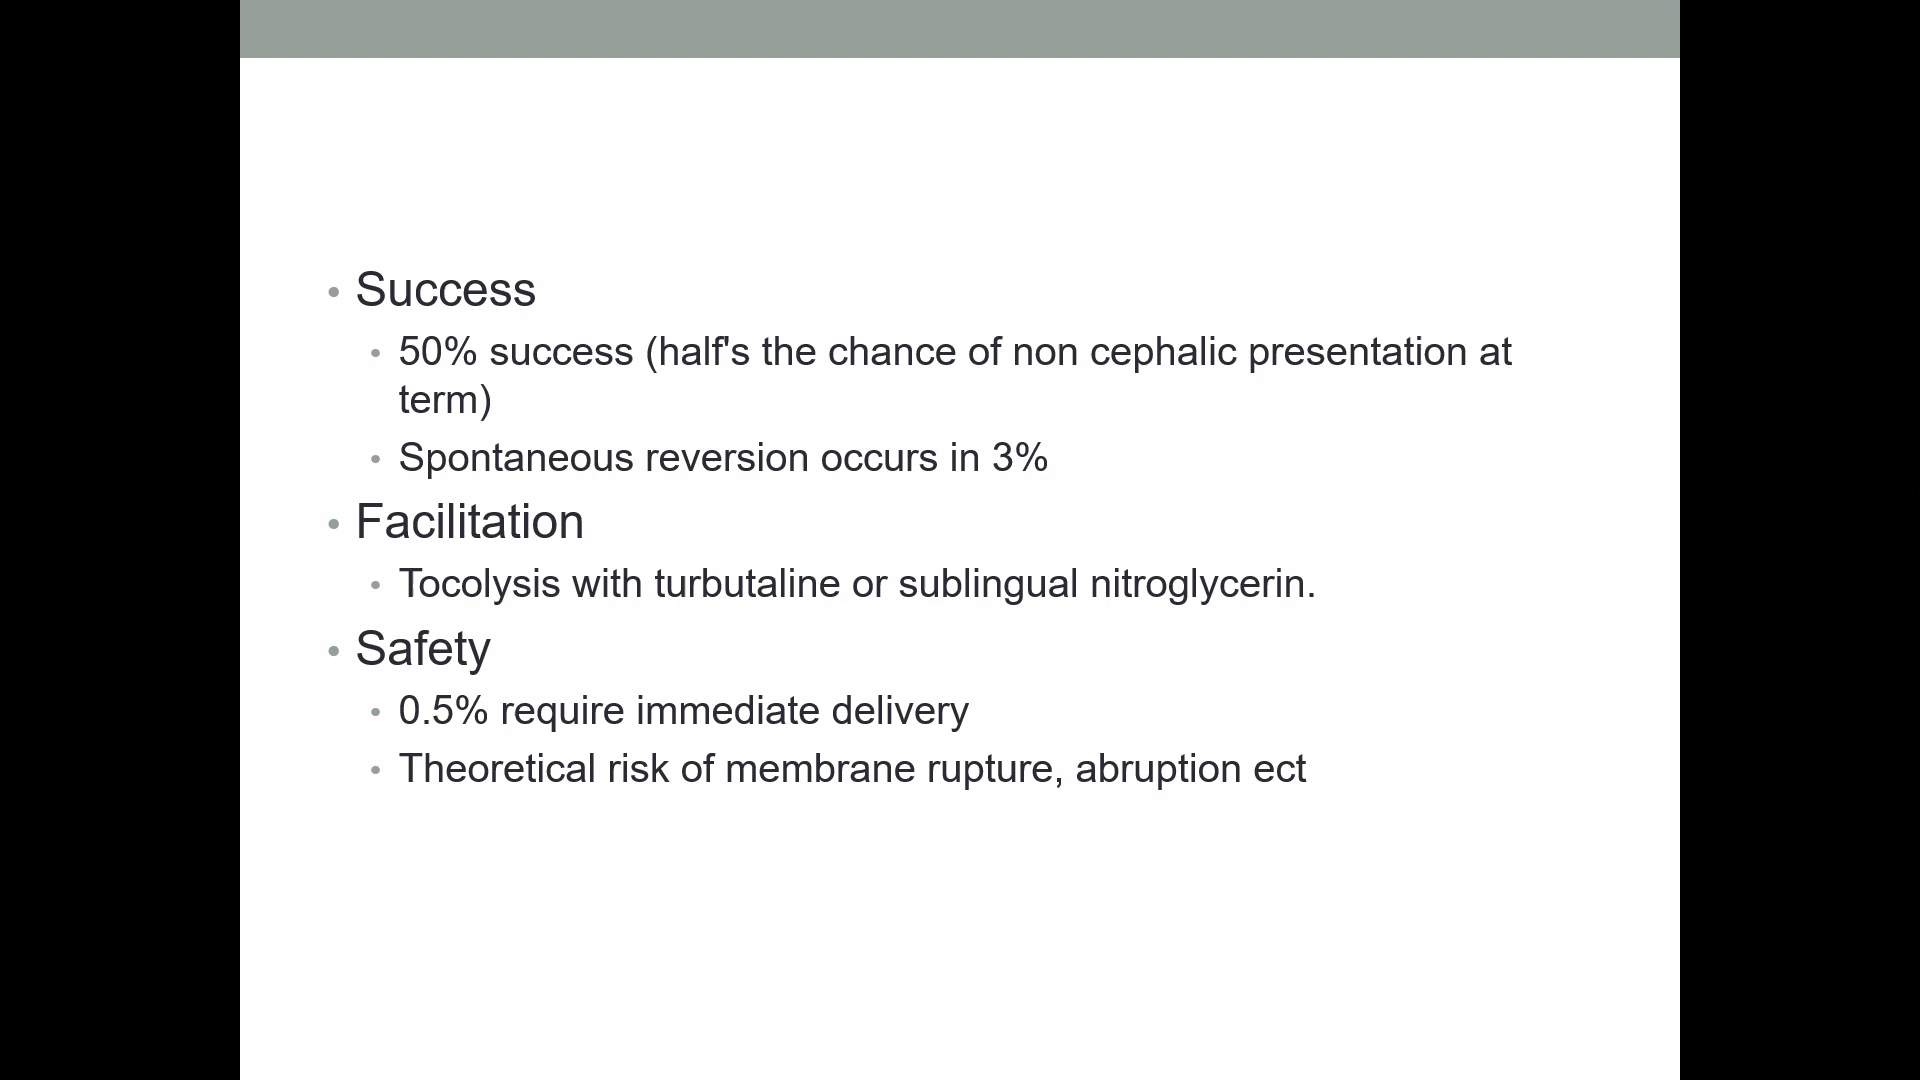 • Success
• 50% success (half's the chance of non cephalic presentation at
term)
• Spontaneous reversion occurs in 3%
• Facilitation
• Tocolysis with turbutaline or sublingual nitroglycerin.
• Safety
• 0.5% require immediate delivery
• Theoretical risk of membrane rupture, abruption ect